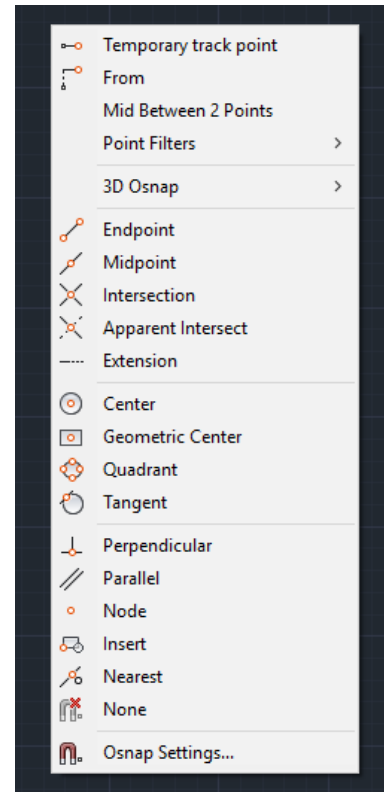 Temporary track point
From
Mid Between 2 Points
Point Filters
3D Osnap
Endpoint
Midpoint
Intersection
Apparent Intersect
Extension
Center
Geometric Center
Quadrant
Tangent
Perpendicular
Parallel
Node
Insert
Nearest
None
Osnap Settings...